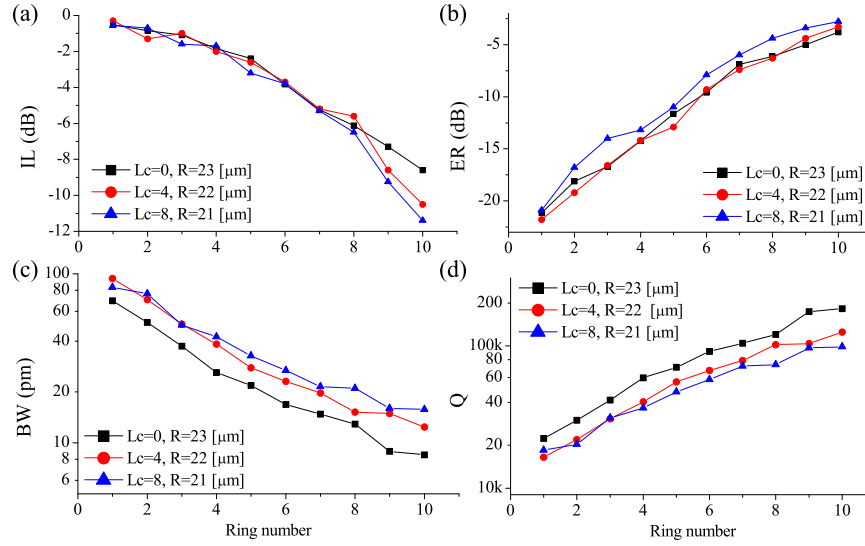 (a)
0
-2
-4
-6
-8
-10
-12
IL (dB)
Lc=0, R=23 [μm]
Lc=4, R=22 [μm]
Lc=8, R=21 [μm]
0 2 4 6 8 10
(b)
-5
-10
-15
-20
ER (dB)
Lc=0, R=23 [μm]
Lc=4, R=22 [μm]
Lc=8, R=21 [μm]
0 2 4 6 8 10
(c)
100
80
60
40
20
10
8
6
BW (pm)
Lc=0, R=23 [μm]
Lc=4, R=22 [μm]
Lc=8, R=21 [μm]
0 2 4 6 8 10
Ring number
(d)
200
100k
80
60
40
20
10k
Q
Lc=0, R=23 [μm]
Lc=4, R=22 [μm]
Lc=8, R=21 [μm]
0 2 4 6 8 10
Ring number